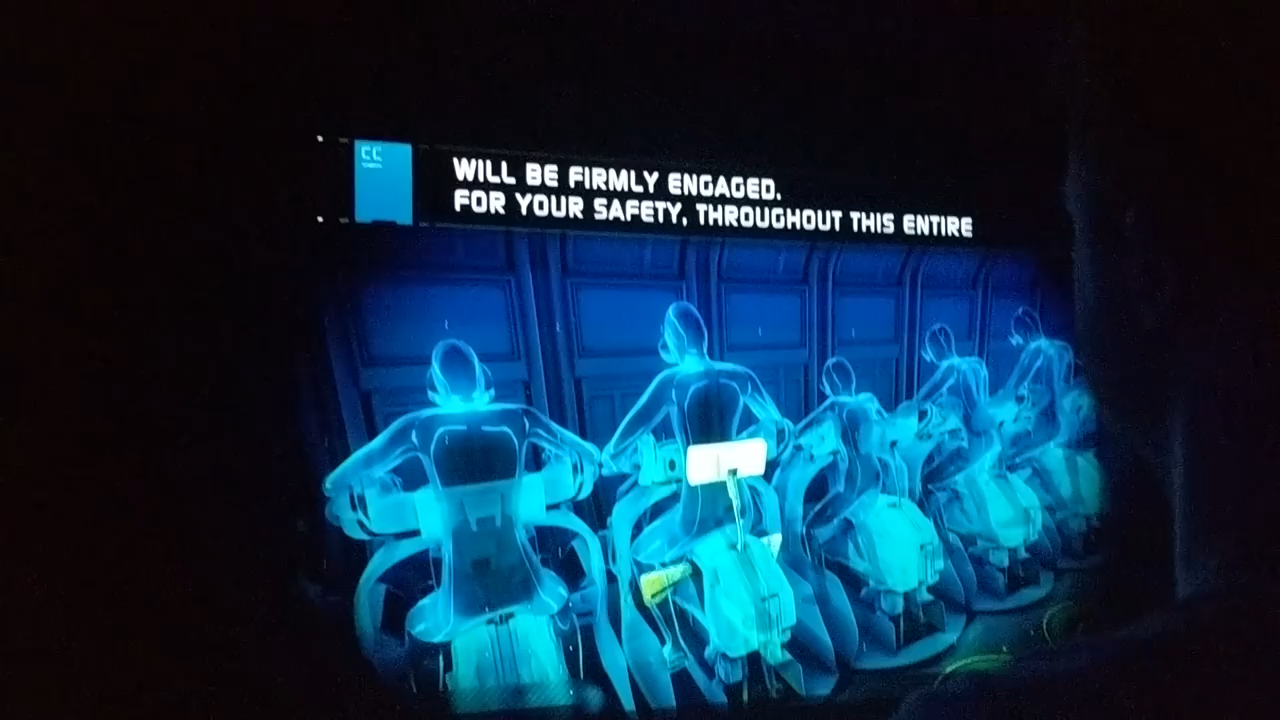 CC
WILL BE FIRMLY ENGAGED.
FOR YOUR SAFETY, THROUGHOUT THIS ENTIRE